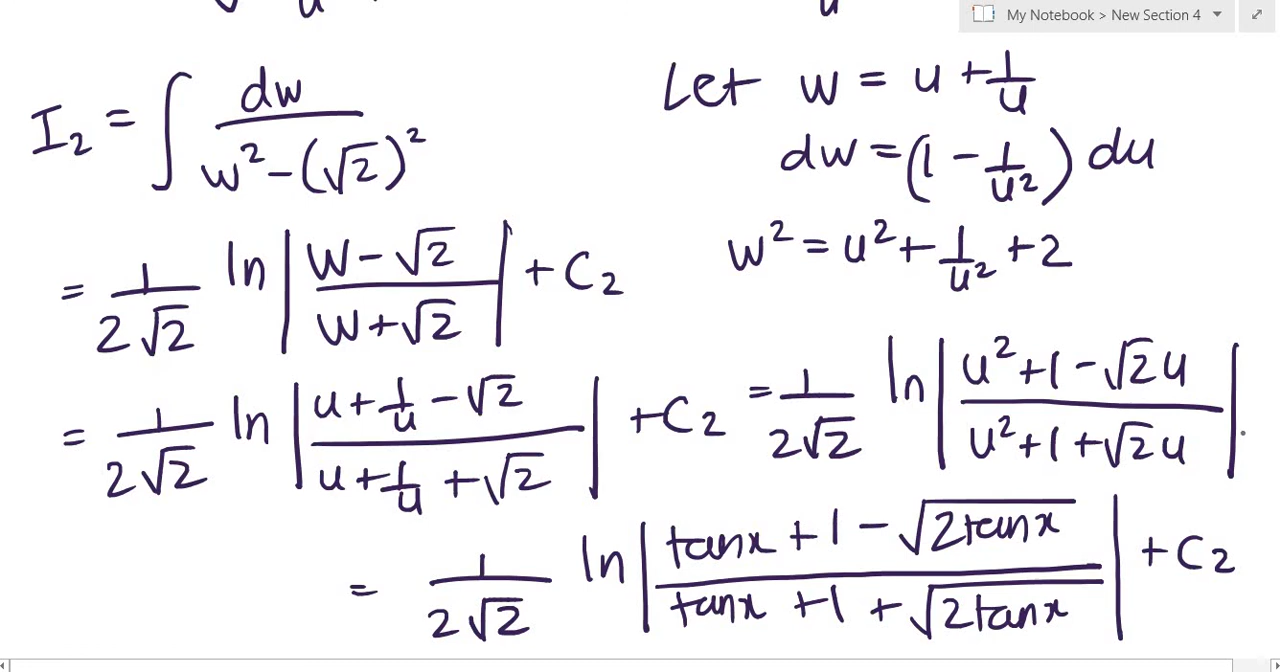 My Notebook > New Section 4
I₂ = ∫ dw / (w² - (√2)²)
Let w = u + 1/u
dw = (1 - 1/u²) du
w² = u² + 1/u² + 2
= 1/(2√2) ln |(w - √2)/(w + √2)| + C₂
= 1/(2√2) ln |(u + 1/u - √2)/(u + 1/u + √2)| + C₂ = 1/(2√2) ln |(u² + 1 - √2u)/(u² + 1 + √2u)|
= 1/(2√2) ln |(tanx + 1 - √(2tanx))/(tanx + 1 + √(2tanx))| + C₂